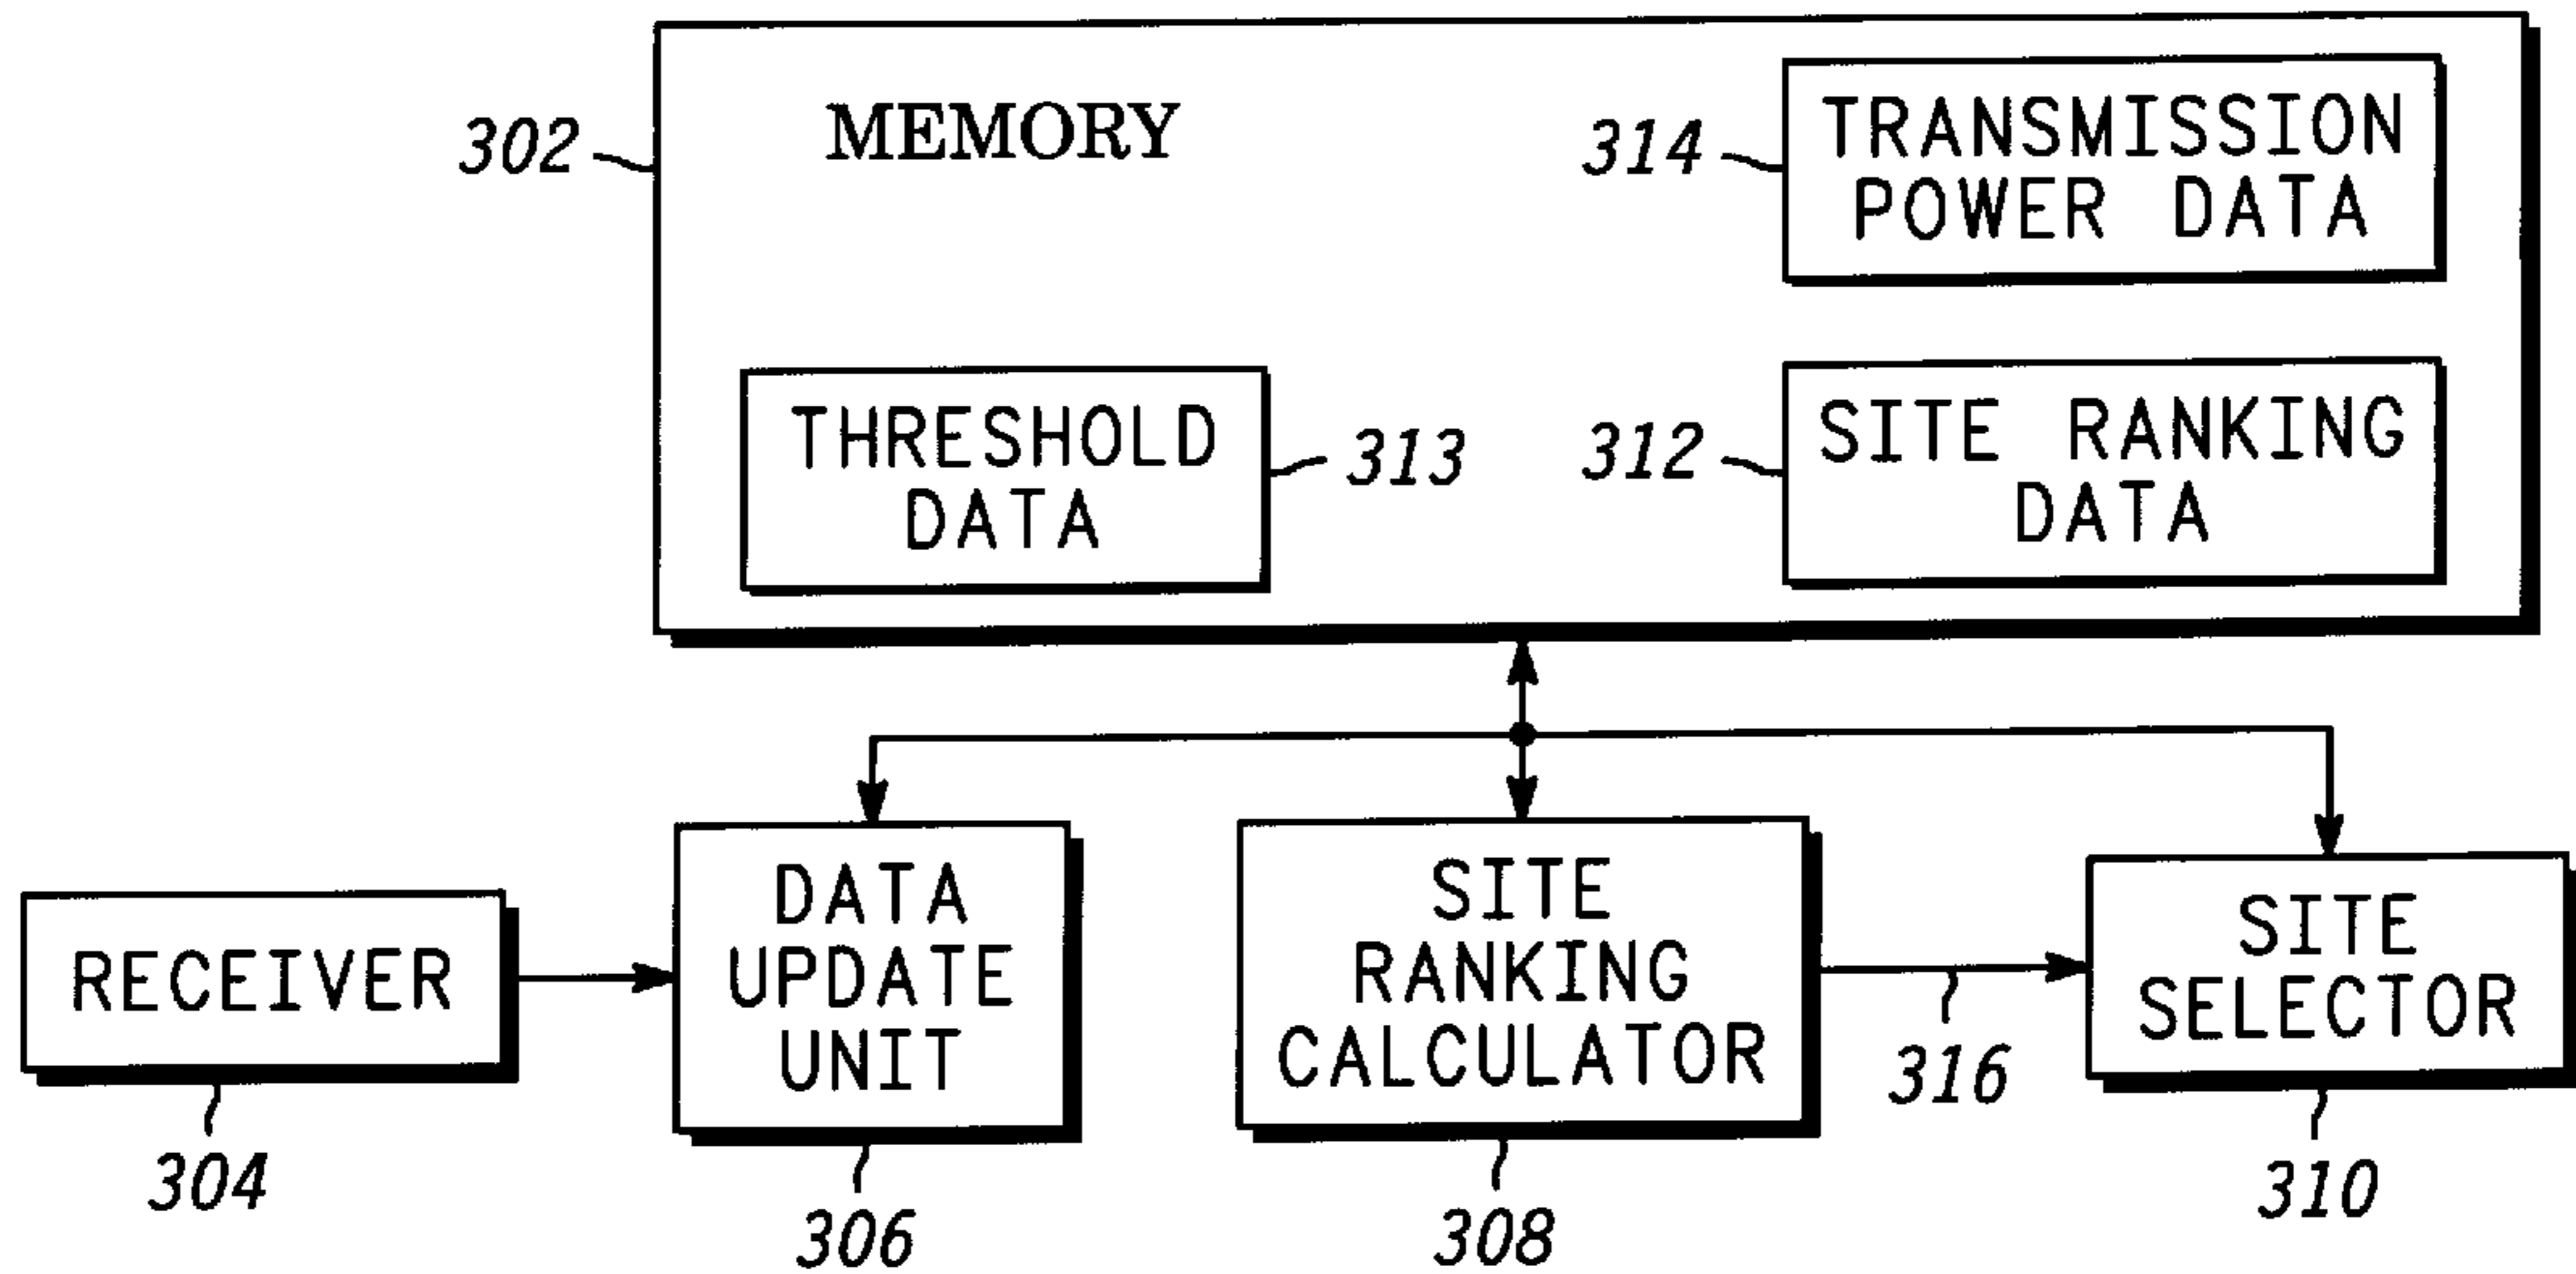 MEMORY
302
314
TRANSMISSION
POWER DATA
THRESHOLD
DATA
313
312
SITE RANKING
DATA
RECEIVER
304
DATA
UPDATE
UNIT
306
SITE
RANKING
CALCULATOR
308
316
SITE
SELECTOR
310